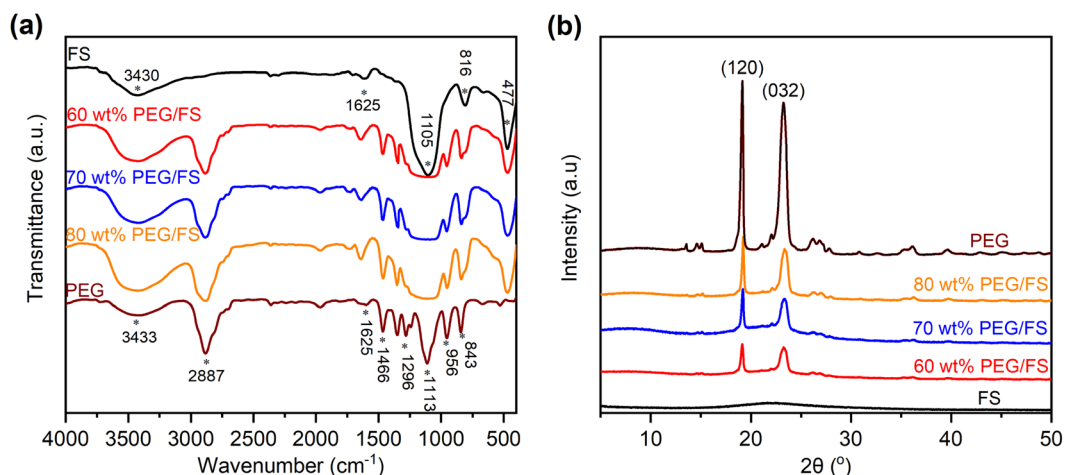 (a)
FS
3430
1625
1105
816
477
60 wt% PEG/FS
70 wt% PEG/FS
80 wt% PEG/FS
PEG
3433
2887
1625
1466
1296
1113
956
843
Transmittance (a.u.)
4000 3500 3000 2500 2000 1500 1000 500
Wavenumber (cm⁻¹)
(b)
(120)
(032)
PEG
80 wt% PEG/FS
70 wt% PEG/FS
60 wt% PEG/FS
FS
Intensity (a.u)
10 20 30 40 50
2θ (°)